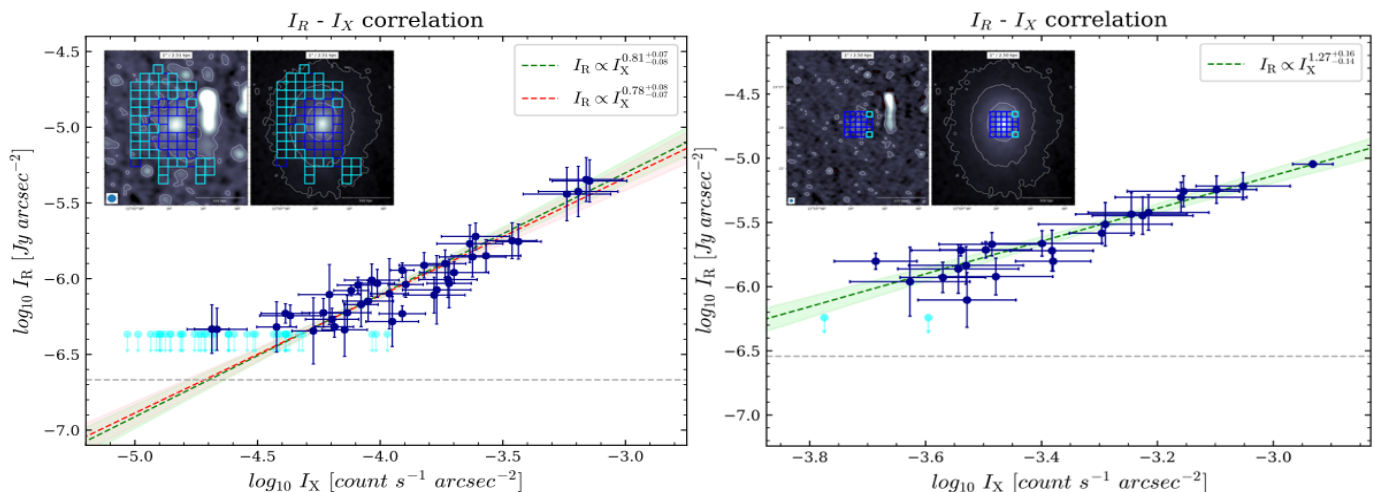 I_R - I_X correlation
I_R ∝ I_X^{0.81^{+0.07}_{-0.08}}
I_R ∝ I_X^{0.78^{+0.08}_{-0.07}}
−4.5
−5.0
−5.5
−6.0
−6.5
−7.0
log₁₀ I_R [Jy arcsec⁻²]
−5.0 −4.5 −4.0 −3.5 −3.0
log₁₀ I_X [count s⁻¹ arcsec⁻²]
I_R - I_X correlation
I_R ∝ I_X^{1.27^{+0.16}_{-0.14}}
−4.0
−4.5
−5.0
−5.5
−6.0
−6.5
−7.0
log₁₀ I_R [Jy arcsec⁻²]
−3.8 −3.6 −3.4 −3.2 −3.0
log₁₀ I_X [count s⁻¹ arcsec⁻²]